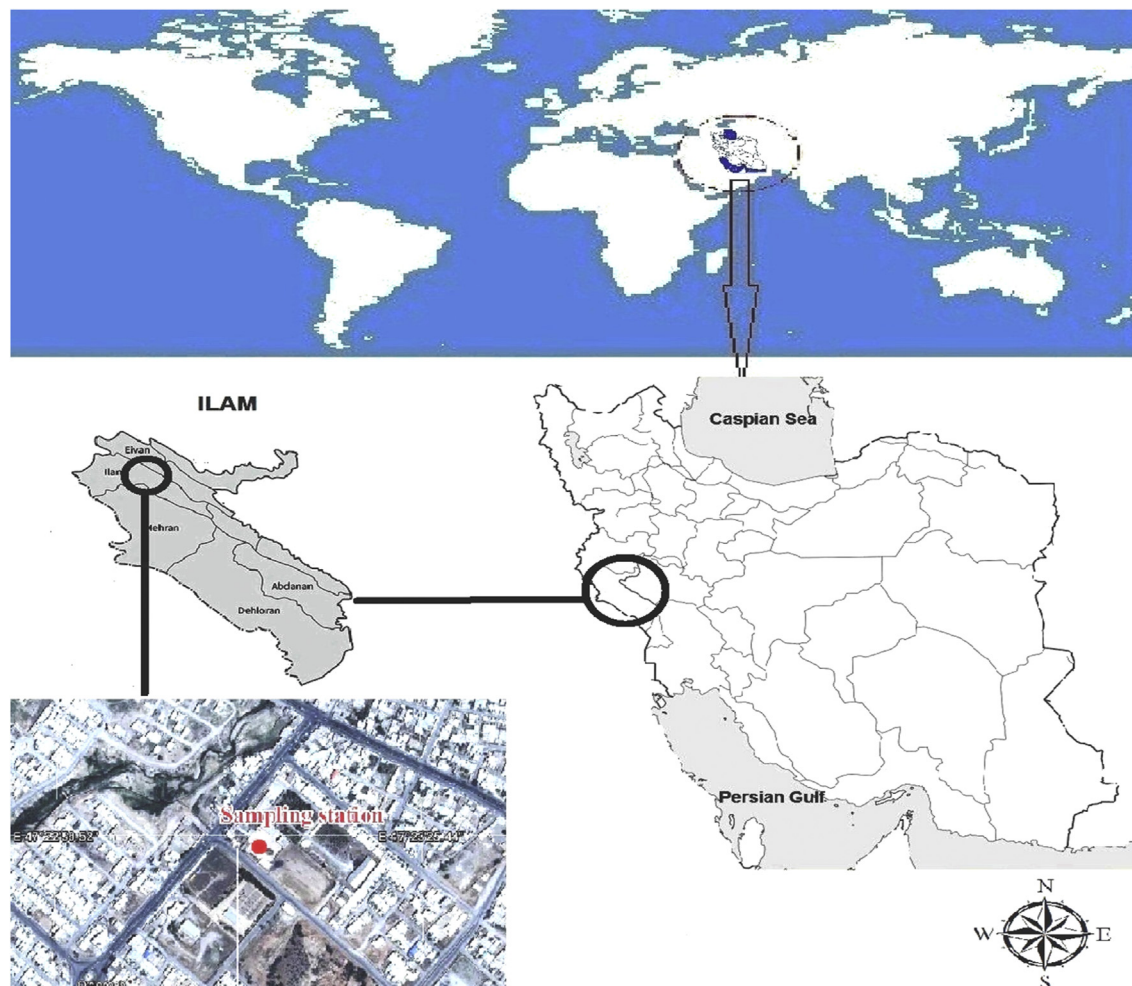 ILAM
Caspian Sea
Eivan
Ilam
Mehran
Abdanan
Dehloran
Persian Gulf
Sampling station
N
W
E
S